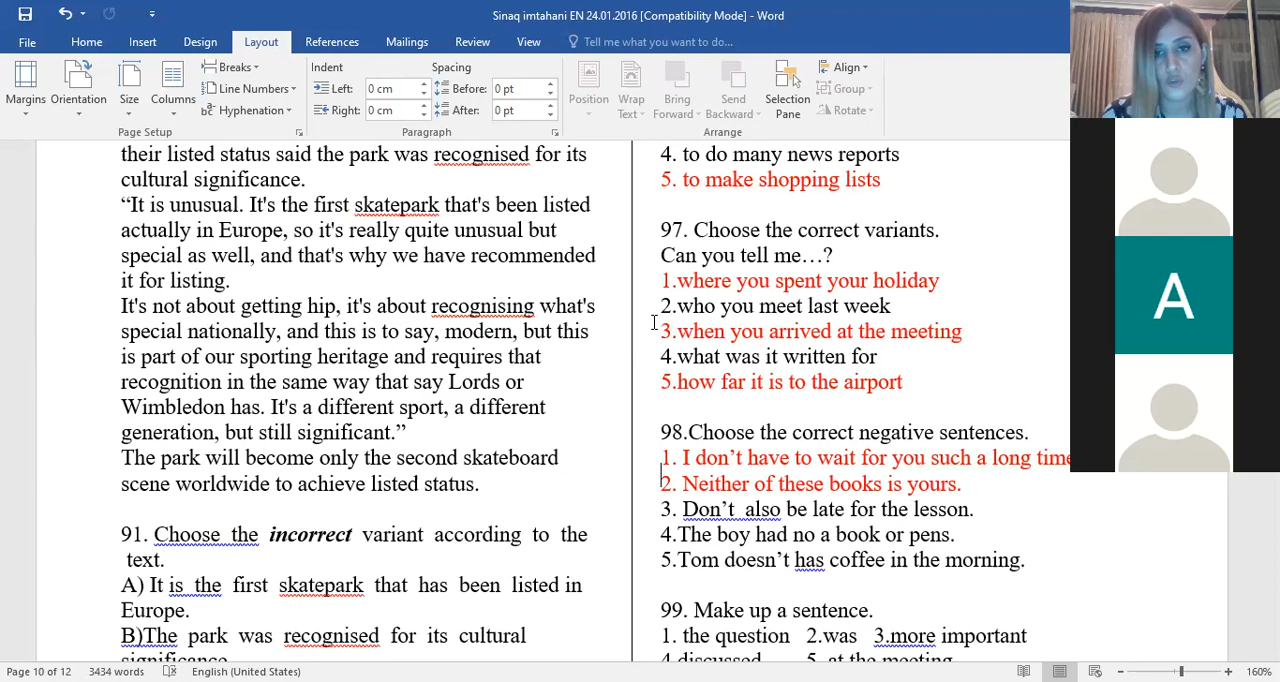 Sinaq imtahani EN 24.01.2016 [Compatibility Mode] - Word
File Home Insert Design Layout References Mailings Review View Tell me what you want to do...
Margins Orientation Size Columns
Breaks
Line Numbers
Hyphenation
Page Setup
Indent Spacing
Left: 0 cm Before: 0 pt
Right: 0 cm After: 0 pt
Paragraph
Position Wrap Text Bring Forward Send Backward Selection Pane
Align
Group
Rotate
Arrange
their listed status said the park was recognised for its
cultural significance.
“It is unusual. It's the first skatepark that's been listed
actually in Europe, so it's really quite unusual but
special as well, and that's why we have recommended
it for listing.
It's not about getting hip, it's about recognising what's
special nationally, and this is to say, modern, but this
is part of our sporting heritage and requires that
recognition in the same way that say Lords or
Wimbledon has. It's a different sport, a different
generation, but still significant.”
The park will become only the second skateboard
scene worldwide to achieve listed status.
91. Choose the incorrect variant according to the
text.
A) It is the first skatepark that has been listed in
Europe.
B)The park was recognised for its cultural
significance.
4. to do many news reports
5. to make shopping lists
97. Choose the correct variants.
Can you tell me…?
1.where you spent your holiday
2.who you meet last week
3.when you arrived at the meeting
4.what was it written for
5.how far it is to the airport
98.Choose the correct negative sentences.
1. I don’t have to wait for you such a long time
2. Neither of these books is yours.
3. Don’t also be late for the lesson.
4.The boy had no a book or pens.
5.Tom doesn’t has coffee in the morning.
99. Make up a sentence.
1. the question 2.was 3.more important
4.discussed 5. at the meeting
A
Page 10 of 12 3434 words English (United States) 160%